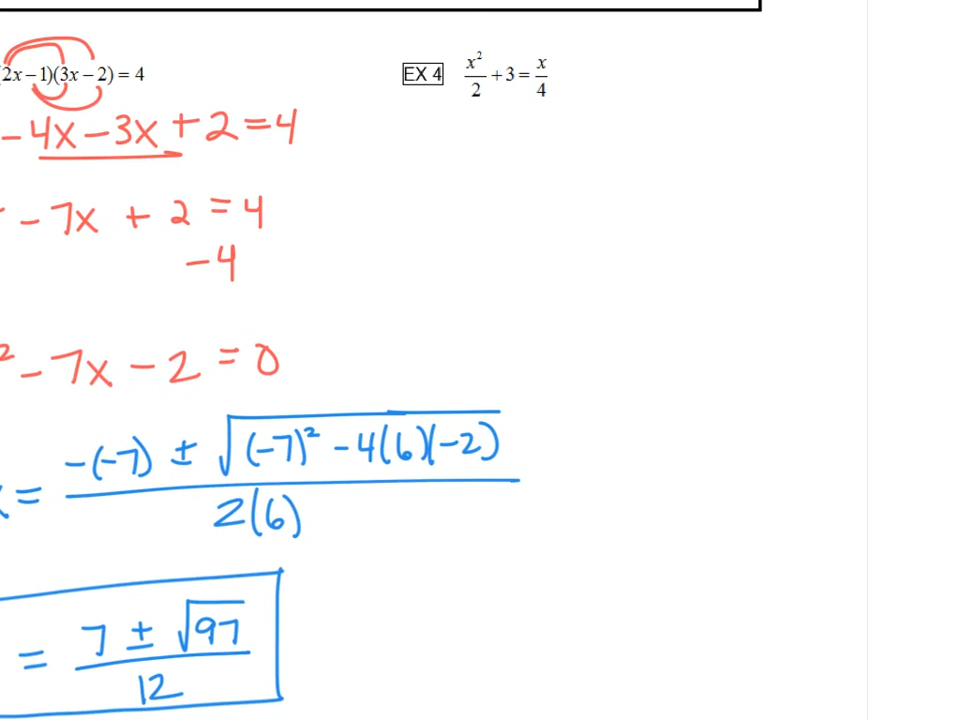 2x − 1)(3x − 2) = 4
EX 4 x²/2 + 3 = x/4
− 4x − 3x + 2 = 4
− 7x + 2 = 4
− 4
² − 7x − 2 = 0
x = (−(−7) ± √((−7)² − 4(6)(−2))) / 2(6)
= (7 ± √97) / 12